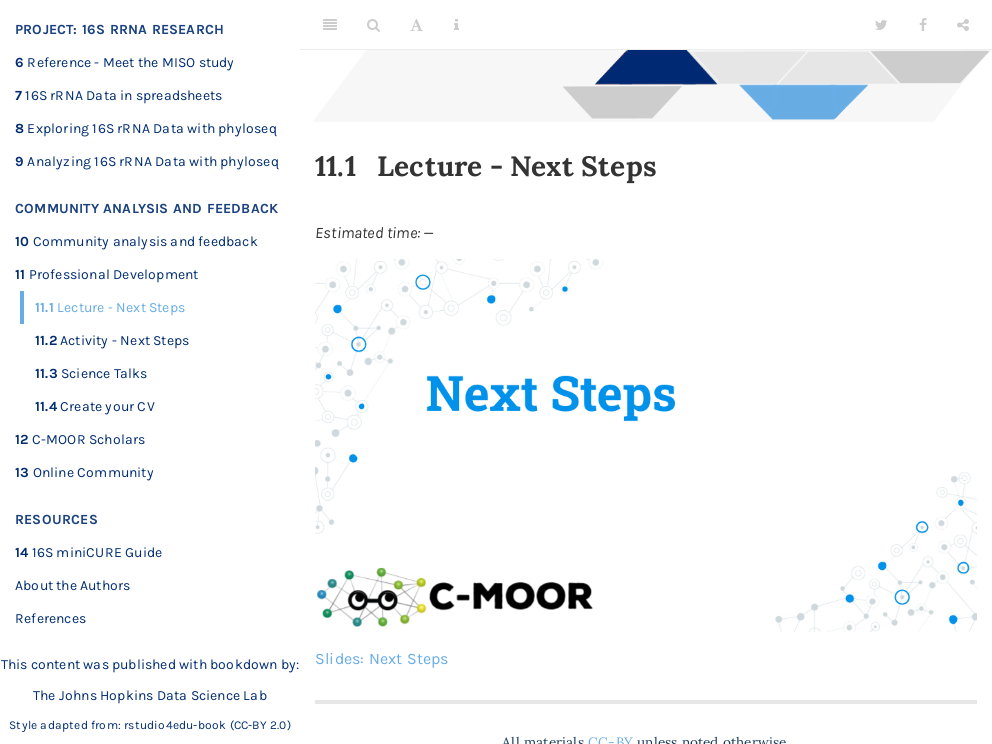 PROJECT: 16S RRNA RESEARCH
6 Reference - Meet the MISO study
7 16S rRNA Data in spreadsheets
8 Exploring 16S rRNA Data with phyloseq
9 Analyzing 16S rRNA Data with phyloseq
COMMUNITY ANALYSIS AND FEEDBACK
10 Community analysis and feedback
11 Professional Development
11.1 Lecture - Next Steps
11.2 Activity - Next Steps
11.3 Science Talks
11.4 Create your CV
12 C-MOOR Scholars
13 Online Community
RESOURCES
14 16S miniCURE Guide
About the Authors
References
This content was published with bookdown by:
The Johns Hopkins Data Science Lab
Style adapted from: rstudio4edu-book (CC-BY 2.0)
11.1 Lecture - Next Steps
Estimated time: –
Next Steps
C-MOOR
Slides: Next Steps
All materials CC-BY unless noted otherwise